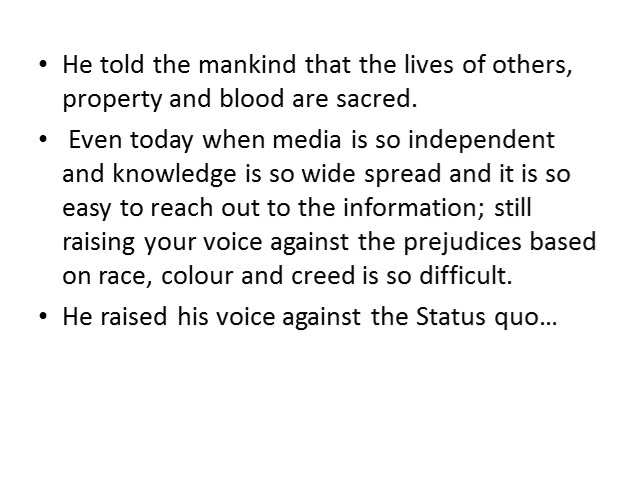 • He told the mankind that the lives of others,
property and blood are sacred.
• Even today when media is so independent
and knowledge is so wide spread and it is so
easy to reach out to the information; still
raising your voice against the prejudices based
on race, colour and creed is so difficult.
• He raised his voice against the Status quo…